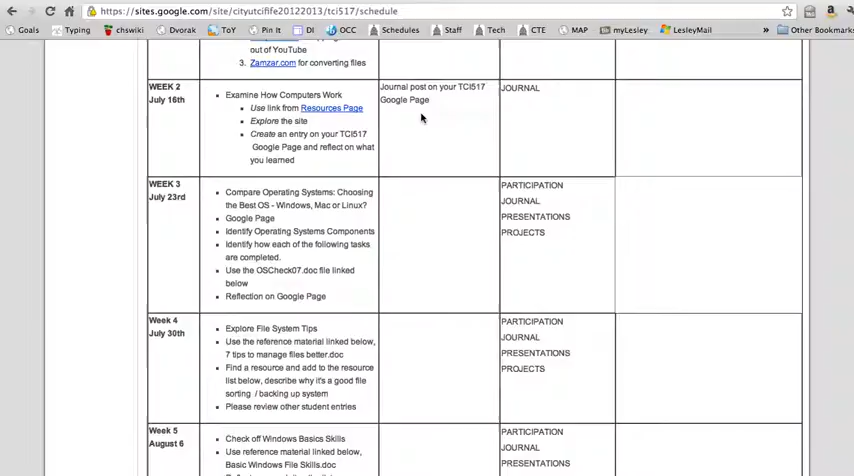 https://sites.google.com/site/cityutcifife20122013/tci517/schedule
Goals Typing chswiki Dvorak ToY Pin It DI OCC Schedules Staff Tech CTE MAP myLesley LesleyMail » Other Bookmarks
out of YouTube
3. Zamzar.com for converting files
WEEK 2
July 16th
Examine How Computers Work
Use link from Resources Page
Explore the site
Create an entry on your TCI517
Google Page and reflect on what
you learned
Journal post on your TCI517
Google Page
JOURNAL
WEEK 3
July 23rd
Compare Operating Systems: Choosing
the Best OS - Windows, Mac or Linux?
Google Page
Identify Operating Systems Components
Identify how each of the following tasks
are completed.
Use the OSCheck07.doc file linked
below
Reflection on Google Page
PARTICIPATION
JOURNAL
PRESENTATIONS
PROJECTS
Week 4
July 30th
Explore File System Tips
Use the reference material linked below,
7 tips to manage files better.doc
Find a resource and add to the resource
list below, describe why it's a good file
sorting / backing up system
Please review other student entries
PARTICIPATION
JOURNAL
PRESENTATIONS
PROJECTS
Week 5
August 6
Check off Windows Basics Skills
Use reference material linked below,
Basic Windows File Skills.doc
PARTICIPATION
JOURNAL
PRESENTATIONS